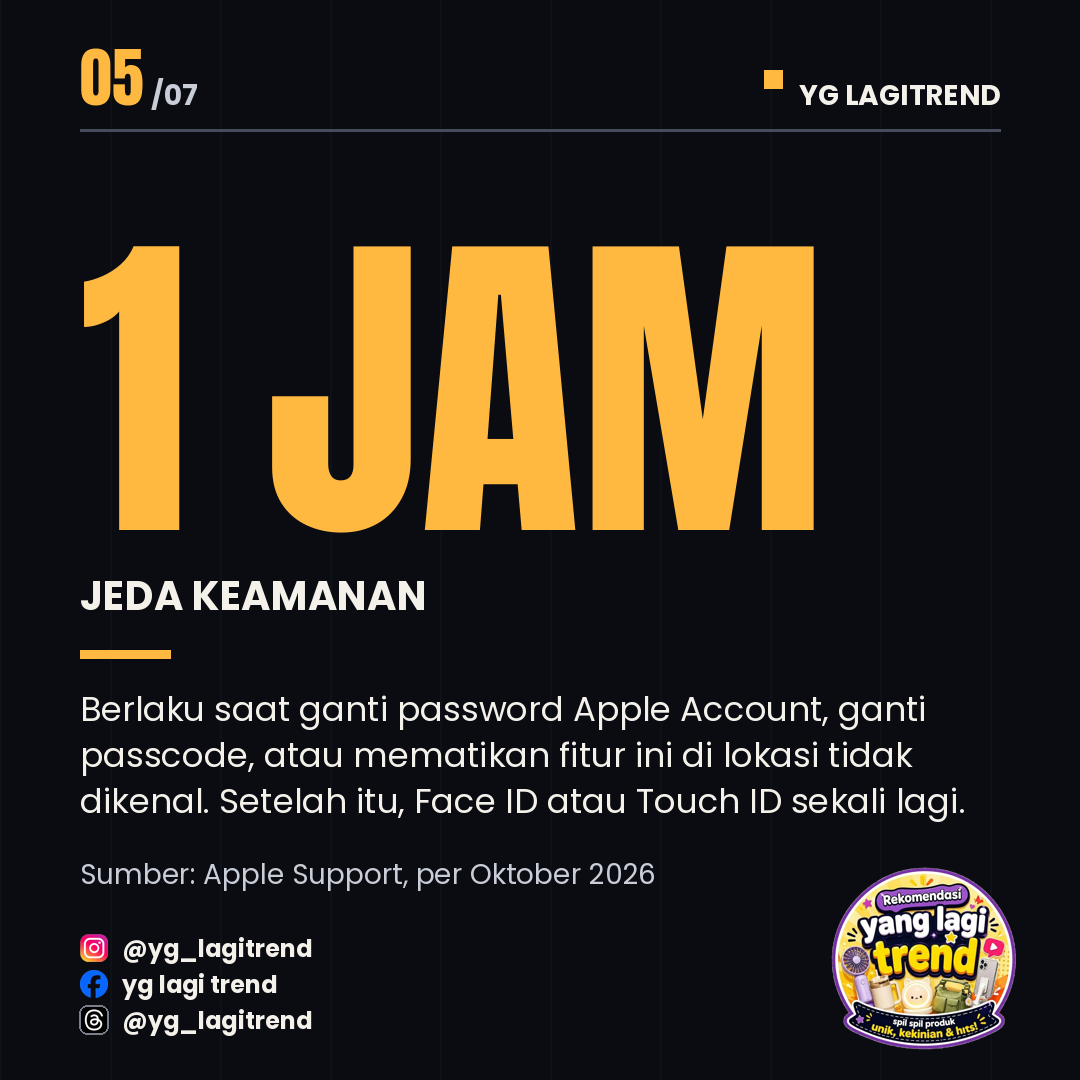 05 /07
YG LAGITREND
1 JAM
JEDA KEAMANAN
Berlaku saat ganti password Apple Account, ganti
passcode, atau mematikan fitur ini di lokasi tidak
dikenal. Setelah itu, Face ID atau Touch ID sekali lagi.
Sumber: Apple Support, per Oktober 2026
@yg_lagitrend
yg lagi trend
@yg_lagitrend
Rekomendasi
yang lagi
trend
spil spil produk
unik, kekinian & hits!